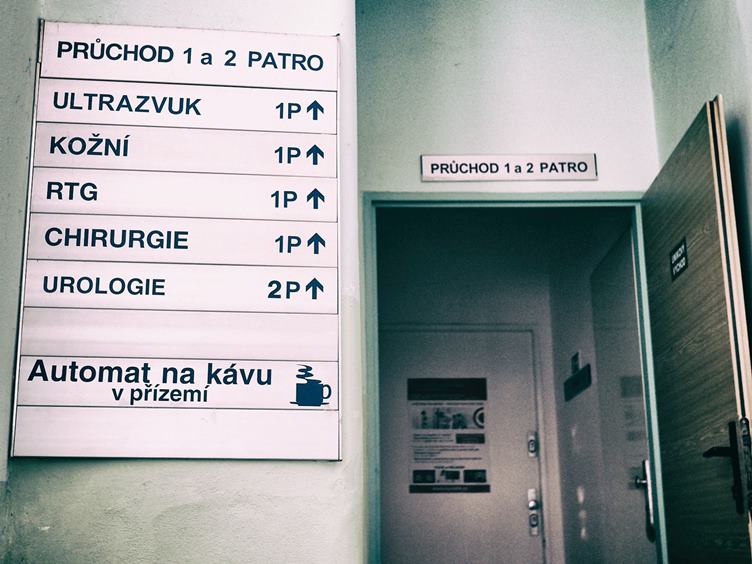 PRŮCHOD 1 a 2 PATRO
ULTRAZVUK 1P↑
KOŽNÍ 1P↑
RTG 1P↑
CHIRURGIE 1P↑
UROLOGIE 2P↑
Automat na kávu
v přízemí
PRŮCHOD 1 a 2 PATRO